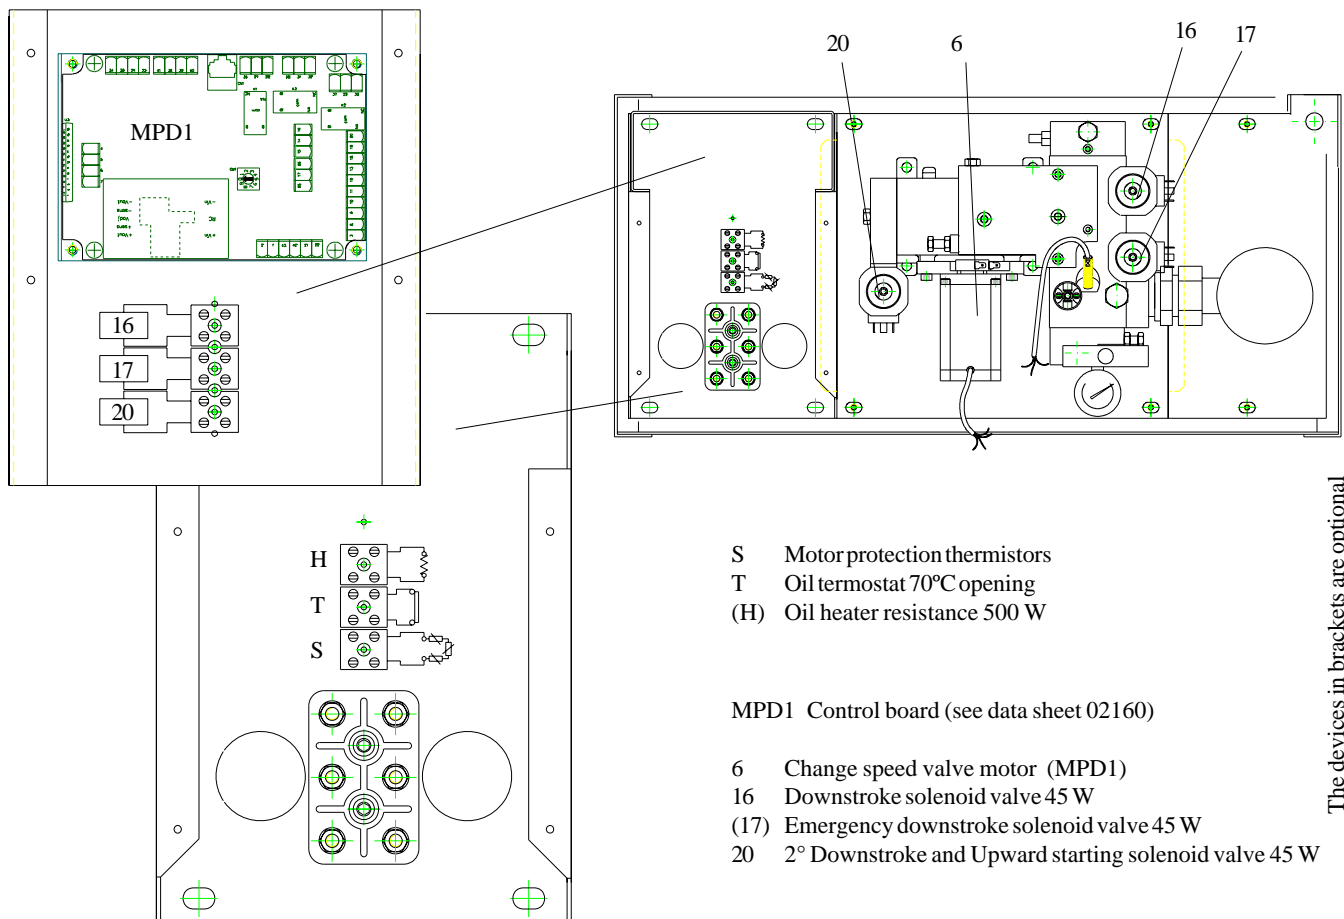 20 6 16 17
MPD1
16
17
20
H
T
S
S Motor protection thermistors
T Oil termostat 70ºC opening
(H) Oil heater resistance 500 W
MPD1 Control board (see data sheet 02160)
6 Change speed valve motor (MPD1)
16 Downstroke solenoid valve 45 W
(17) Emergency downstroke solenoid valve 45 W
20 2° Downstroke and Upward starting solenoid valve 45 W
The devices in brackets are optional